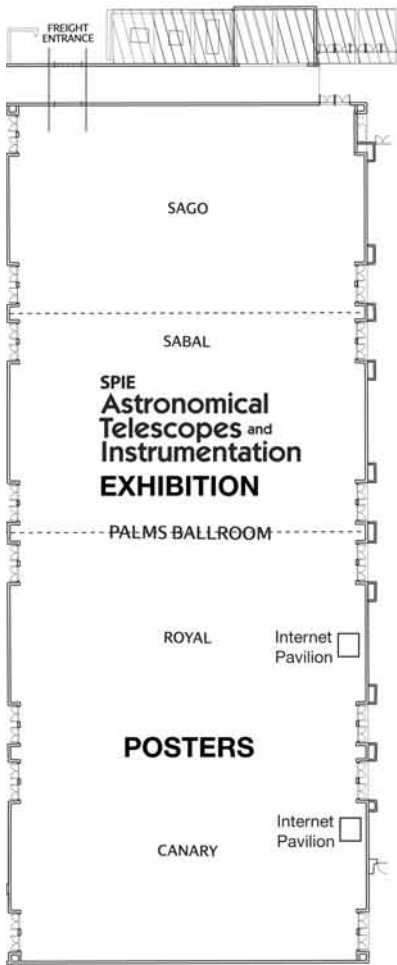 FREIGHT
ENTRANCE
SAGO
SABAL
SPIE
Astronomical
Telescopes and
Instrumentation
EXHIBITION
PALMS BALLROOM
ROYAL
Internet
Pavilion
POSTERS
Internet
Pavilion
CANARY